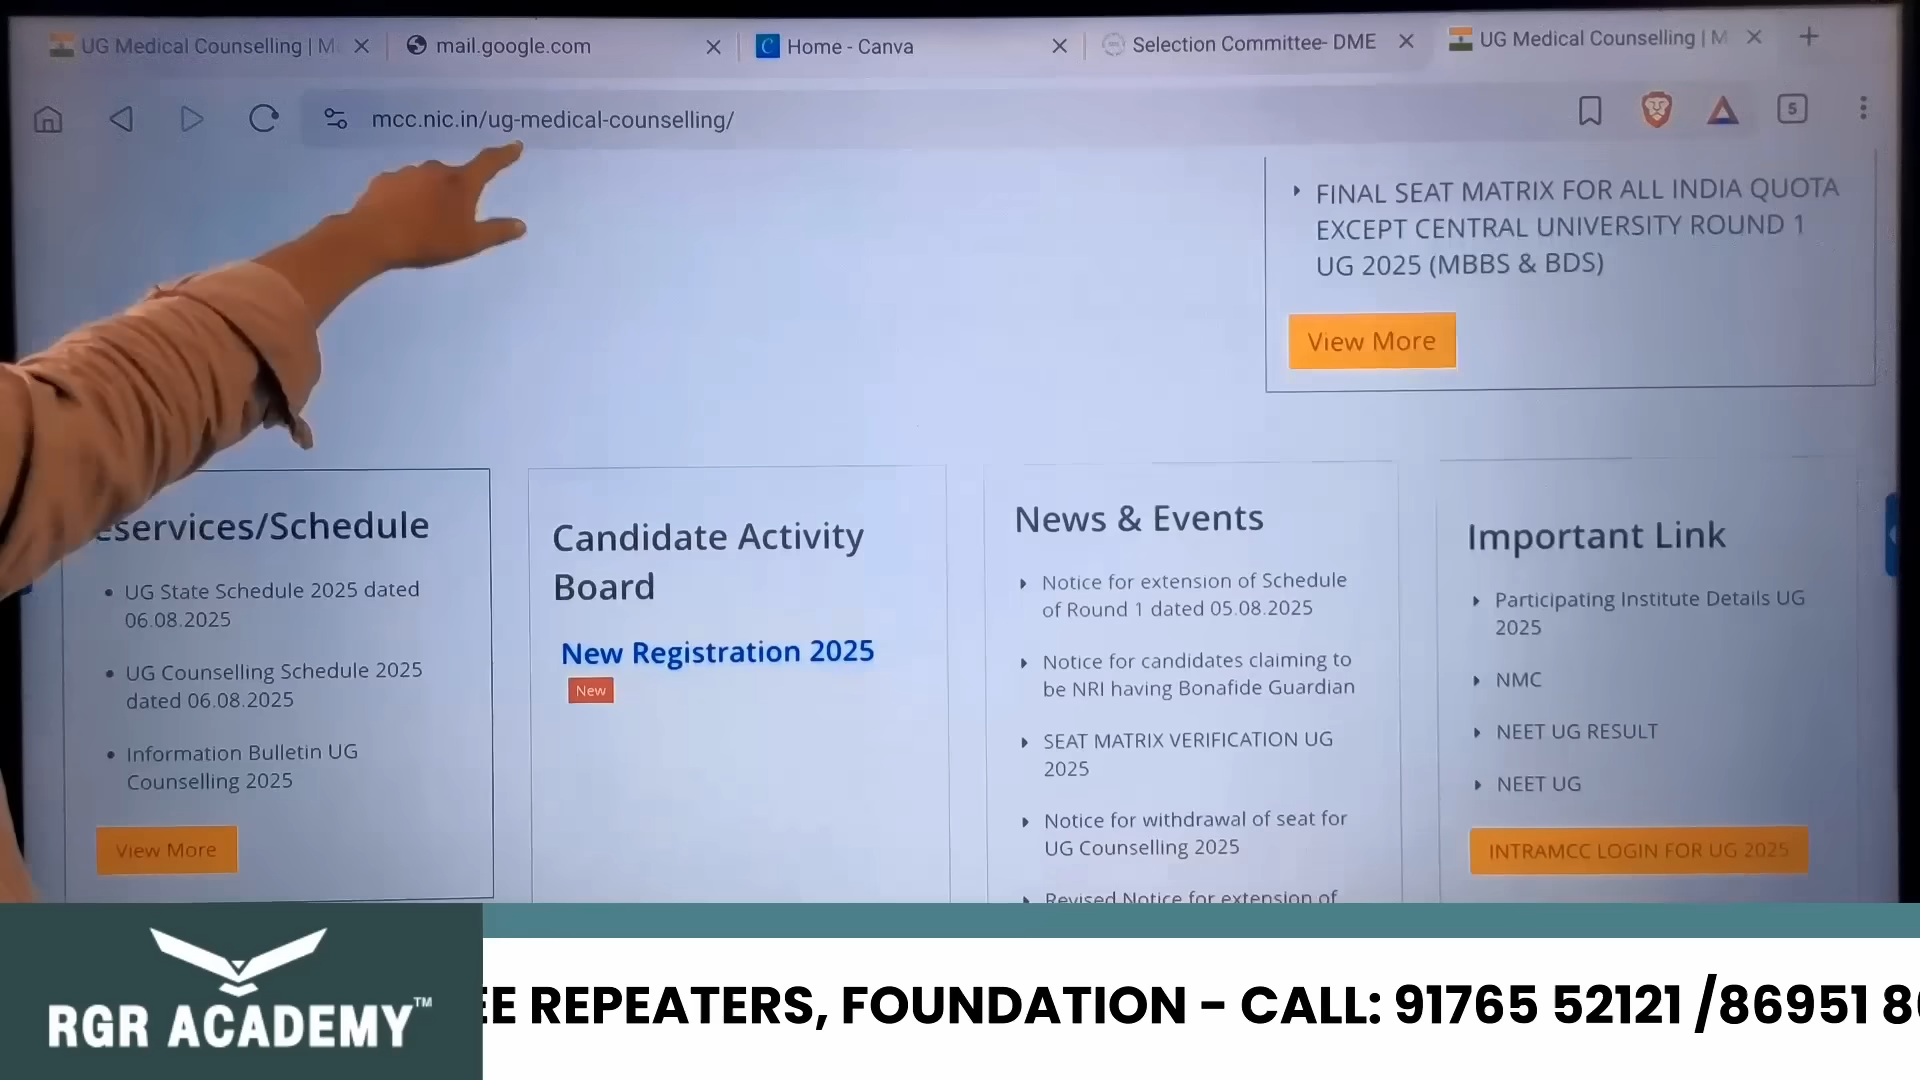 UG Medical Counselling | M
mail.google.com
Home - Canva
Selection Committee- DME
UG Medical Counselling | M
mcc.nic.in/ug-medical-counselling/
5
FINAL SEAT MATRIX FOR ALL INDIA QUOTA
EXCEPT CENTRAL UNIVERSITY ROUND 1
UG 2025 (MBBS & BDS)
View More
eservices/Schedule
UG State Schedule 2025 dated
06.08.2025
UG Counselling Schedule 2025
dated 06.08.2025
Information Bulletin UG
Counselling 2025
View More
Candidate Activity
Board
New Registration 2025
New
News & Events
Notice for extension of Schedule
of Round 1 dated 05.08.2025
Notice for candidates claiming to
be NRI having Bonafide Guardian
SEAT MATRIX VERIFICATION UG
2025
Notice for withdrawal of seat for
UG Counselling 2025
Revised Notice for extension of
Important Link
Participating Institute Details UG
2025
NMC
NEET UG RESULT
NEET UG
INTRAMCC LOGIN FOR UG 2025
RGR ACADEMY™
EE REPEATERS, FOUNDATION - CALL: 91765 52121 /86951 8